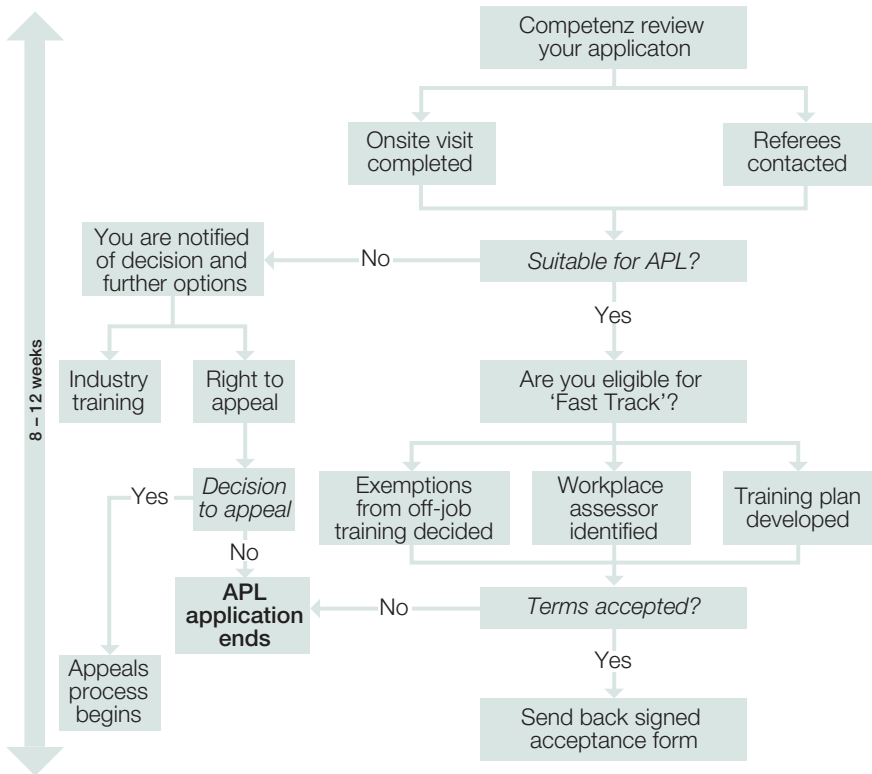 Competenz review
your applicaton
Onsite visit
completed
Referees
contacted
You are notified
of decision and
further options
No
Suitable for APL?
Yes
8 – 12 weeks
Industry
training
Right to
appeal
Are you eligible for
‘Fast Track’?
Yes
Decision
to appeal
Exemptions
from off-job
training decided
Workplace
assessor
identified
Training plan
developed
No
APL
application
ends
No
Terms accepted?
Yes
Appeals
process
begins
Send back signed
acceptance form